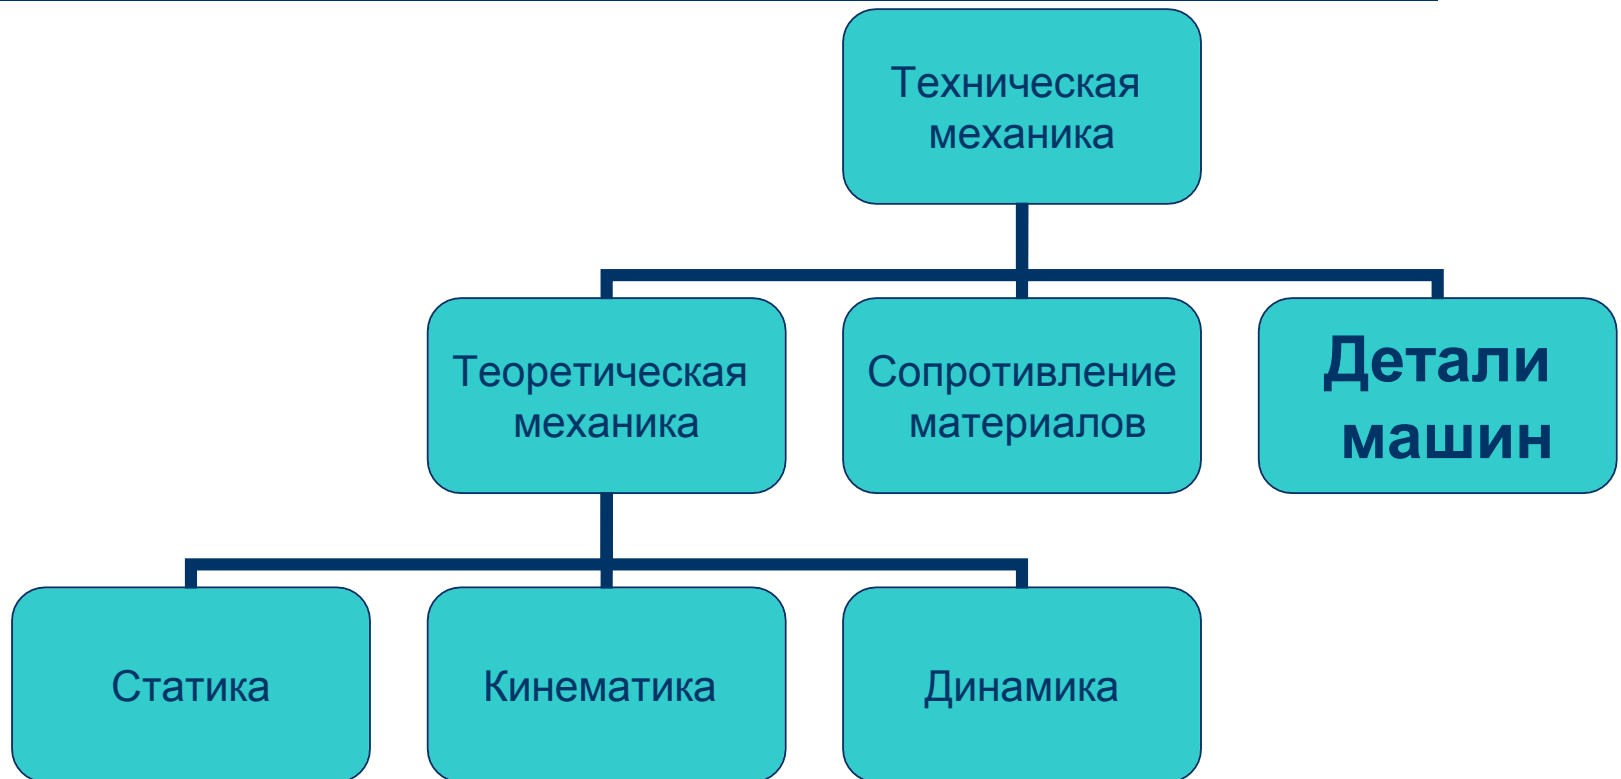 Техническая
механика
Теоретическая
механика
Сопротивление
материалов
Детали
машин
Статика
Кинематика
Динамика